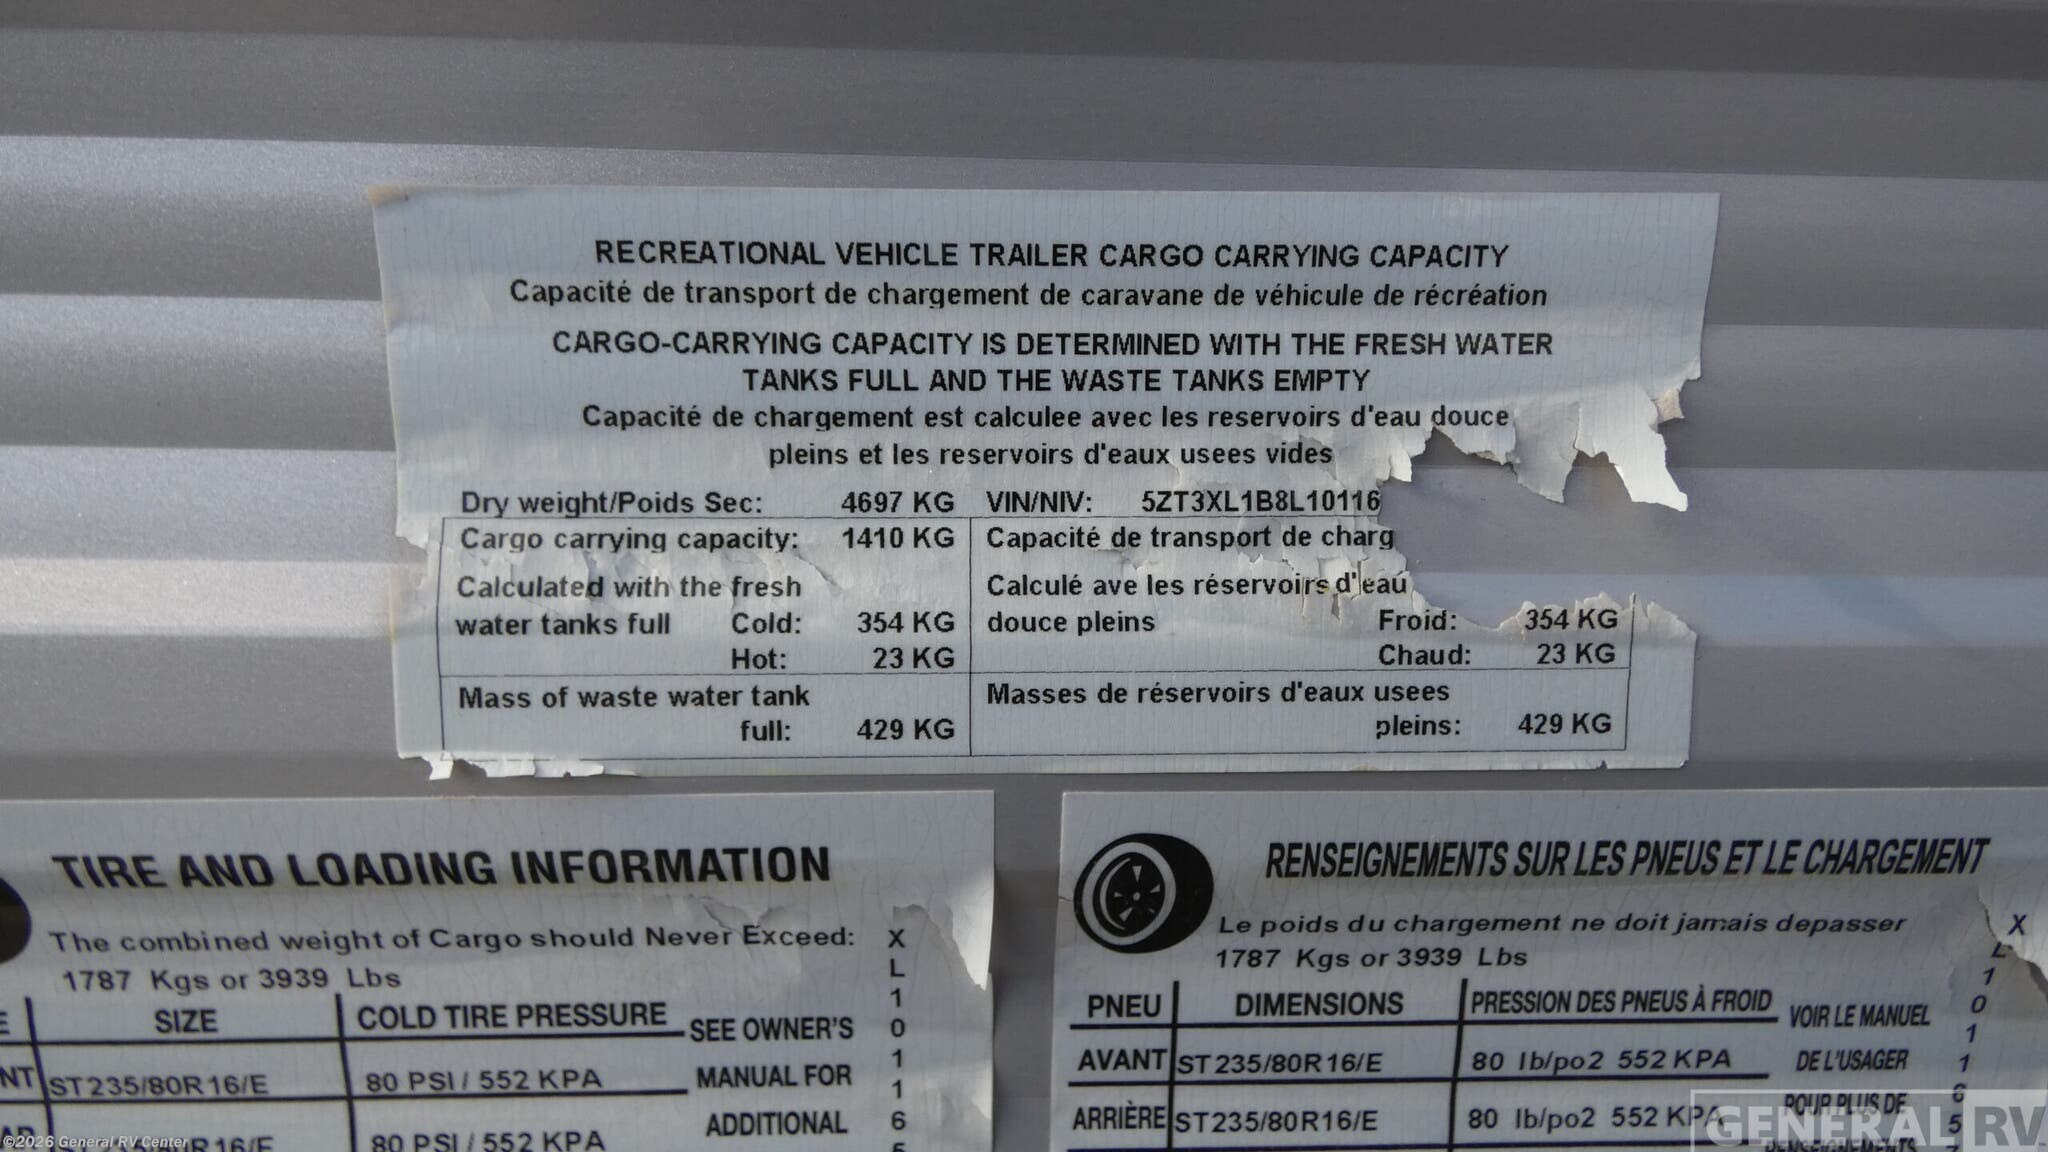 RECREATIONAL VEHICLE TRAILER CARGO CARRYING CAPACITY
Capacité de transport de chargement de caravane de véhicule de récréation
CARGO-CARRYING CAPACITY IS DETERMINED WITH THE FRESH WATER
TANKS FULL AND THE WASTE TANKS EMPTY
Capacité de chargement est calculee avec les reservoirs d'eau douce
pleins et les reservoirs d'eaux usees vides
Dry weight/Poids Sec: 4697 KG VIN/NIV: 5ZT3XL1B8L10116
Cargo carrying capacity: 1410 KG Capacité de transport de charg
Calculated with the fresh Calculé ave les réservoirs d'eau
water tanks full Cold: 354 KG douce pleins Froid: 354 KG
Hot: 23 KG Chaud: 23 KG
Mass of waste water tank Masses de réservoirs d'eaux usees
full: 429 KG pleins: 429 KG
TIRE AND LOADING INFORMATION
The combined weight of Cargo should Never Exceed:
1787 Kgs or 3939 Lbs
SIZE COLD TIRE PRESSURE SEE OWNER'S
NT ST235/80R16/E 80 PSI / 552 KPA MANUAL FOR
80 PSI / 552 KPA ADDITIONAL
XL10116
RENSEIGNEMENTS SUR LES PNEUS ET LE CHARGEMENT
Le poids du chargement ne doit jamais depasser
1787 Kgs or 3939 Lbs
PNEU DIMENSIONS PRESSION DES PNEUS À FROID VOIR LE MANUEL
AVANT ST235/80R16/E 80 lb/po2 552 KPA DE L'USAGER
ARRIÈRE ST235/80R16/E 80 lb/po2 552 KPA POUR PLUS DE
RENSEIGNEMENTS
XL10116
©2026 General RV Center
GENERAL RV